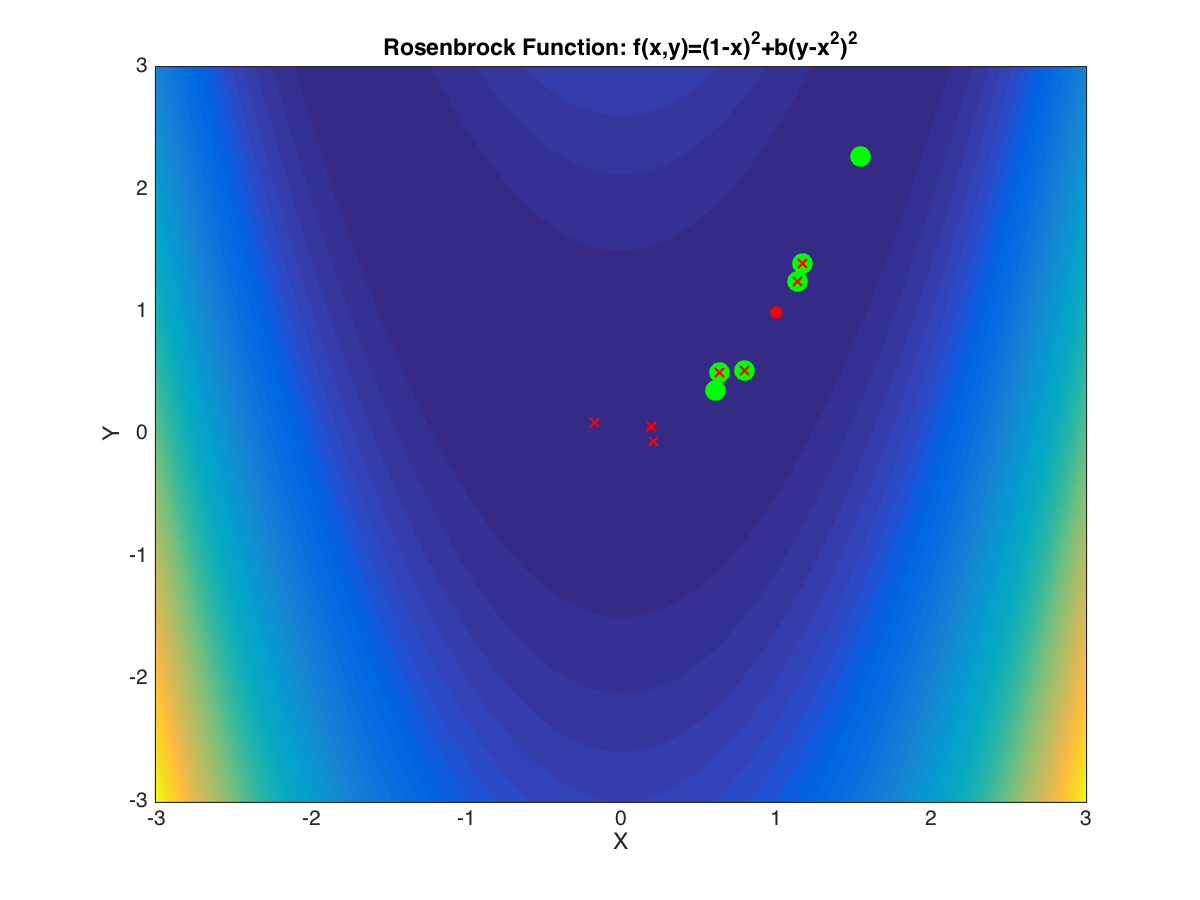 Rosenbrock Function: f(x,y)=(1-x)²+b(y-x²)²
3
2
1
0
-1
-2
-3
Y
-3 -2 -1 0 1 2 3
X